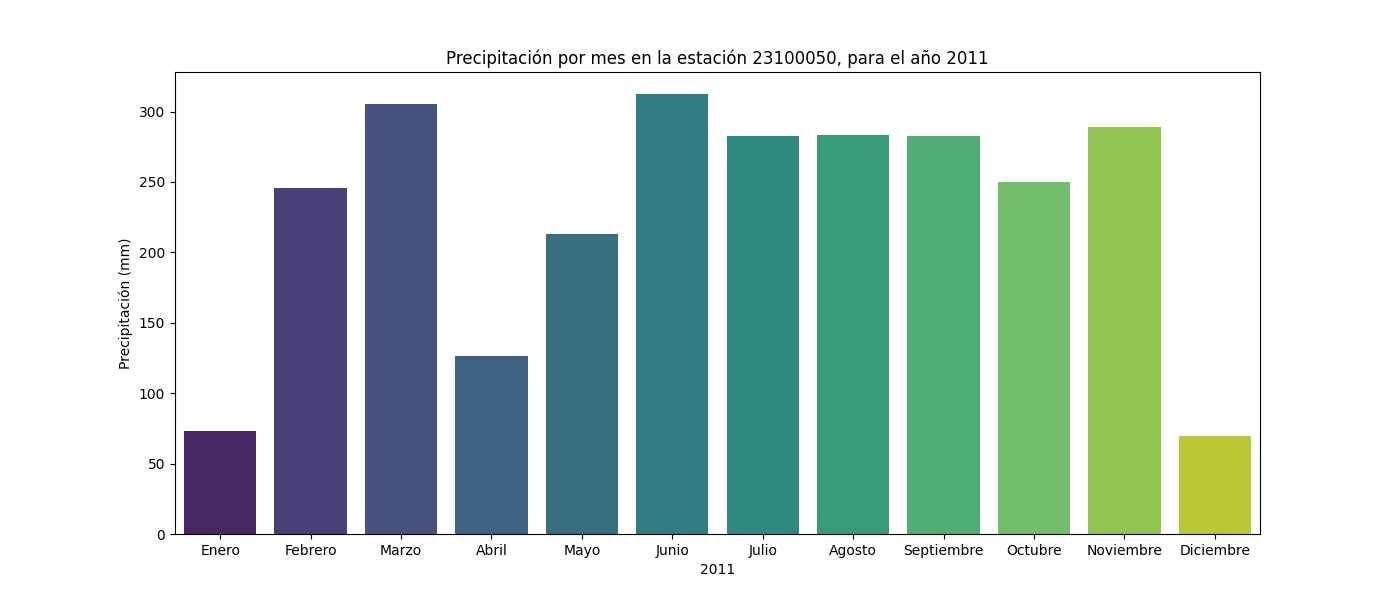 Precipitación por mes en la estación 23100050, para el año 2011
Precipitación (mm)
300
250
200
150
100
50
0
Enero Febrero Marzo Abril Mayo Junio Julio Agosto Septiembre Octubre Noviembre Diciembre
2011